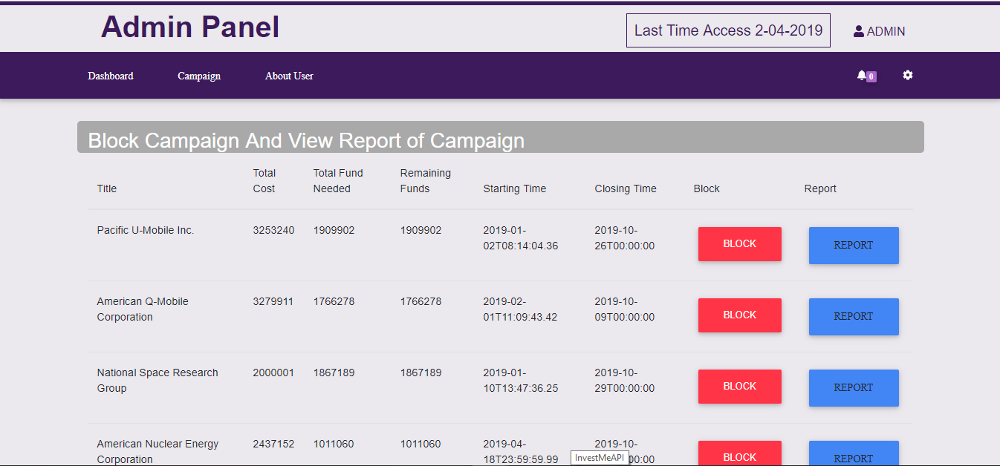 Admin Panel
Last Time Access 2-04-2019
ADMIN
Dashboard
Campaign
About User
0
Block Campaign And View Report of Campaign
Title
Total
Cost
Total Fund
Needed
Remaining
Funds
Starting Time
Closing Time
Block
Report
Pacific U-Mobile Inc.
3253240
1909902
1909902
2019-01-
02T08:14:04.36
2019-10-
26T00:00:00
BLOCK
REPORT
American Q-Mobile
Corporation
3279911
1766278
1766278
2019-02-
01T11:09:43.42
2019-10-
09T00:00:00
BLOCK
REPORT
National Space Research
Group
2000001
1867189
1867189
2019-01-
10T13:47:36.25
2019-10-
29T00:00:00
BLOCK
REPORT
American Nuclear Energy
Corporation
2437152
1011060
1011060
2019-04-
18T23:59:59.99
2019-10-
00:00
InvestMeAPI
BLOCK
REPORT